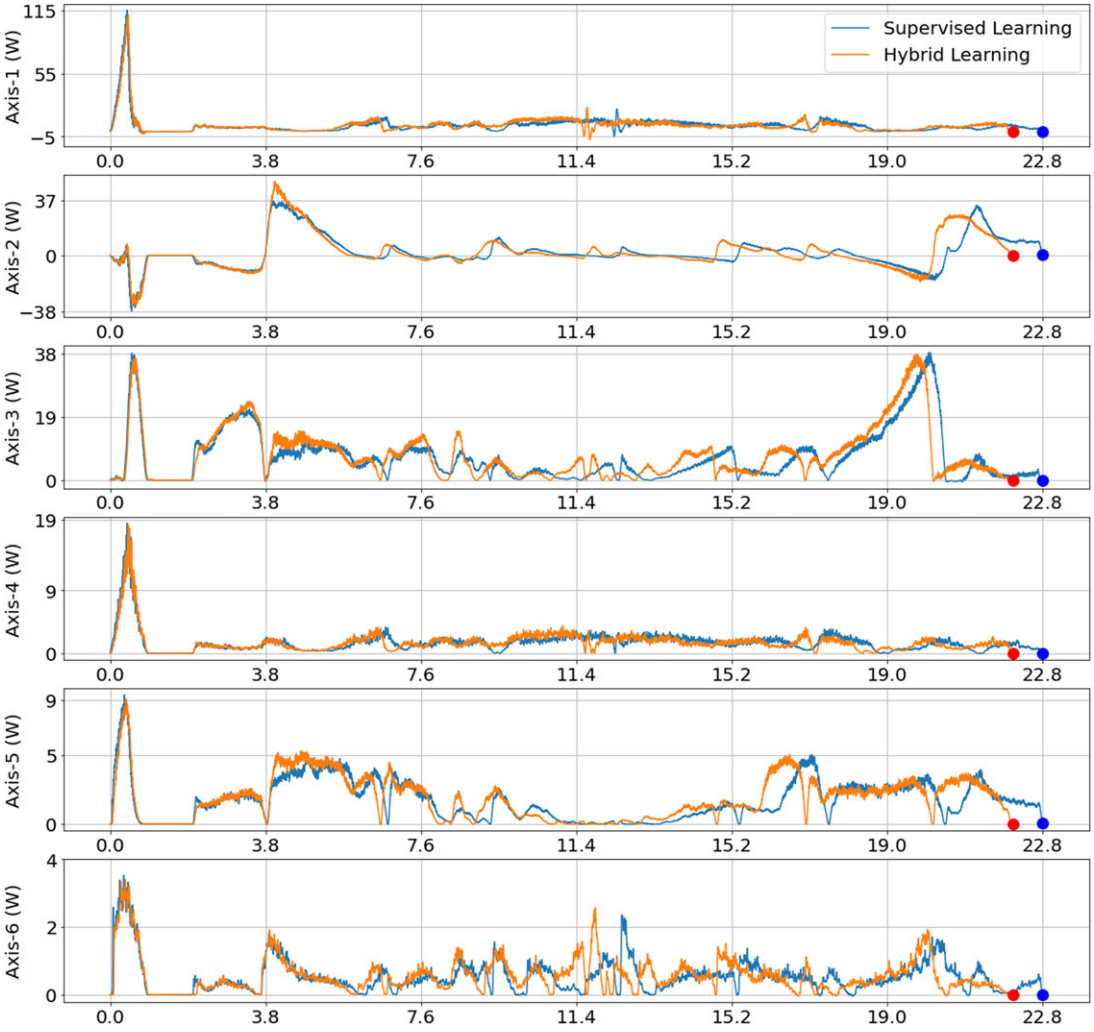 115
Supervised Learning
Hybrid Learning
55
Axis-1 (W)
−5
0.0 3.8 7.6 11.4 15.2 19.0 22.8
37
Axis-2 (W)
0
−38
0.0 3.8 7.6 11.4 15.2 19.0 22.8
38
19
Axis-3 (W)
0
0.0 3.8 7.6 11.4 15.2 19.0 22.8
19
9
Axis-4 (W)
0
0.0 3.8 7.6 11.4 15.2 19.0 22.8
9
5
Axis-5 (W)
0
0.0 3.8 7.6 11.4 15.2 19.0 22.8
4
2
Axis-6 (W)
0
0.0 3.8 7.6 11.4 15.2 19.0 22.8